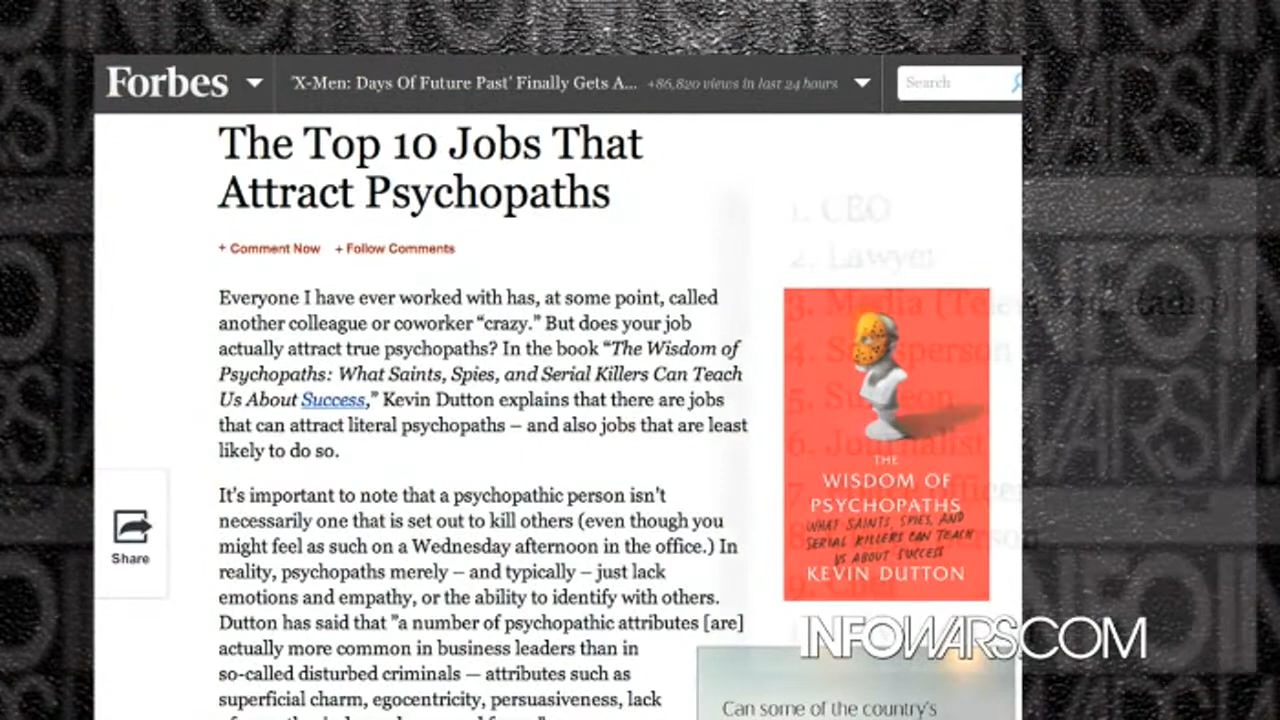 Forbes
'X-Men: Days Of Future Past' Finally Gets A... +86,820 views in last 24 hours
Search
The Top 10 Jobs That
Attract Psychopaths
+ Comment Now + Follow Comments
Everyone I have ever worked with has, at some point, called
another colleague or coworker “crazy.” But does your job
actually attract true psychopaths? In the book “The Wisdom of
Psychopaths: What Saints, Spies, and Serial Killers Can Teach
Us About Success,” Kevin Dutton explains that there are jobs
that can attract literal psychopaths – and also jobs that are least
likely to do so.
It’s important to note that a psychopathic person isn’t
necessarily one that is set out to kill others (even though you
might feel as such on a Wednesday afternoon in the office.) In
reality, psychopaths merely – and typically – just lack
emotions and empathy, or the ability to identify with others.
Dutton has said that ”a number of psychopathic attributes [are]
actually more common in business leaders than in
so-called disturbed criminals — attributes such as
superficial charm, egocentricity, persuasiveness, lack
Share
1. CEO
2. Lawyer
3. Media
4. Salesperson
5. Surgeon
6. Journalist
THE
WISDOM OF
PSYCHOPATHS
WHAT SAINTS, SPIES, AND
SERIAL KILLERS CAN TEACH
US ABOUT SUCCESS
KEVIN DUTTON
INFOWARS.COM
Can some of the country's